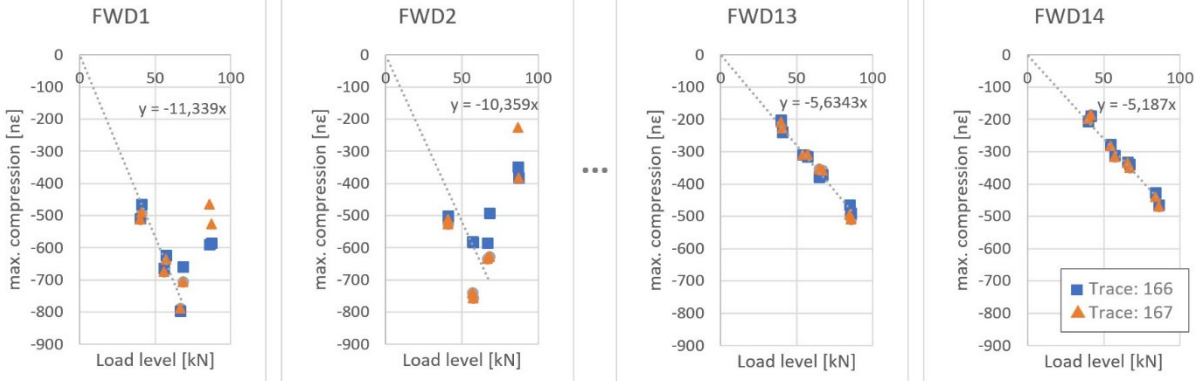 FWD1
0 50 100
0
-100
-200
-300
-400
-500
-600
-700
-800
-900
y = -11,339x
max. compression [nε]
Load level [kN]
FWD2
0 50 100
0
-100
-200
-300
-400
-500
-600
-700
-800
-900
y = -10,359x
max. compression [nε]
Load level [kN]
...
FWD13
0 50 100
0
-100
-200
-300
-400
-500
-600
-700
-800
-900
y = -5,6343x
max. compression [nε]
Load level [kN]
FWD14
0 50 100
0
-100
-200
-300
-400
-500
-600
-700
-800
-900
y = -5,187x
max. compression [nε]
Load level [kN]
Trace: 166
Trace: 167